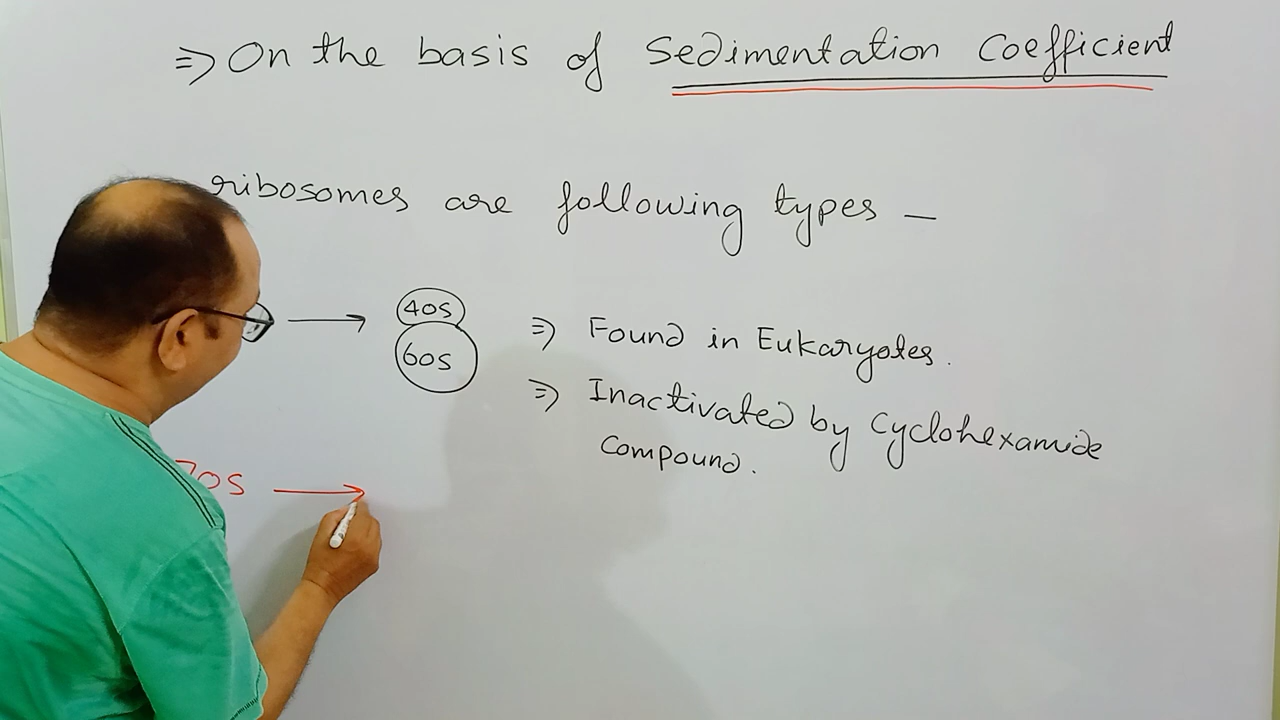 ⇒ On the basis of Sedimentation Coefficient
ribosomes are following types –
→ 40S ⇒ Found in Eukaryotes.
60S
⇒ Inactivated by Cyclohexamide
Compound.
70S →